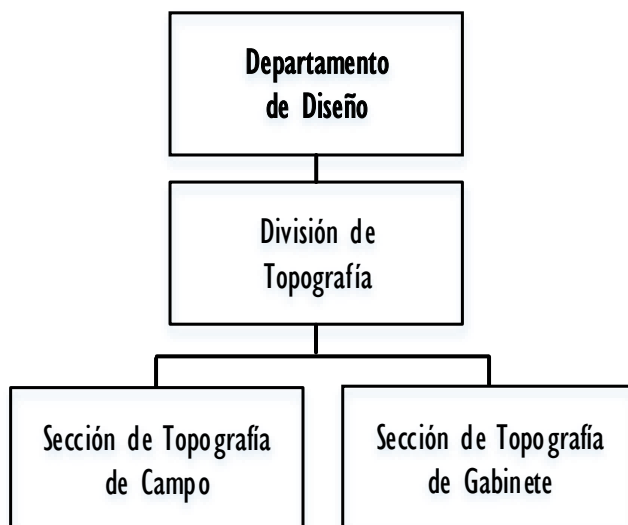 Departamento
de Diseño
División de
Topografía
Sección de Topografía
de Campo
Sección de Topografía
de Gabinete